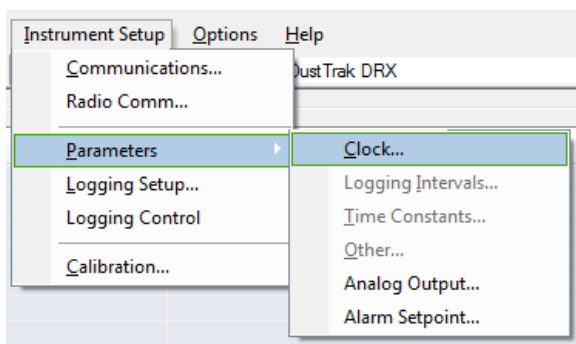 Instrument Setup Options Help
Communications... DustTrak DRX
Radio Comm...
Parameters Clock...
Logging Setup... Logging Intervals...
Logging Control Time Constants...
Other...
Calibration... Analog Output...
Alarm Setpoint...